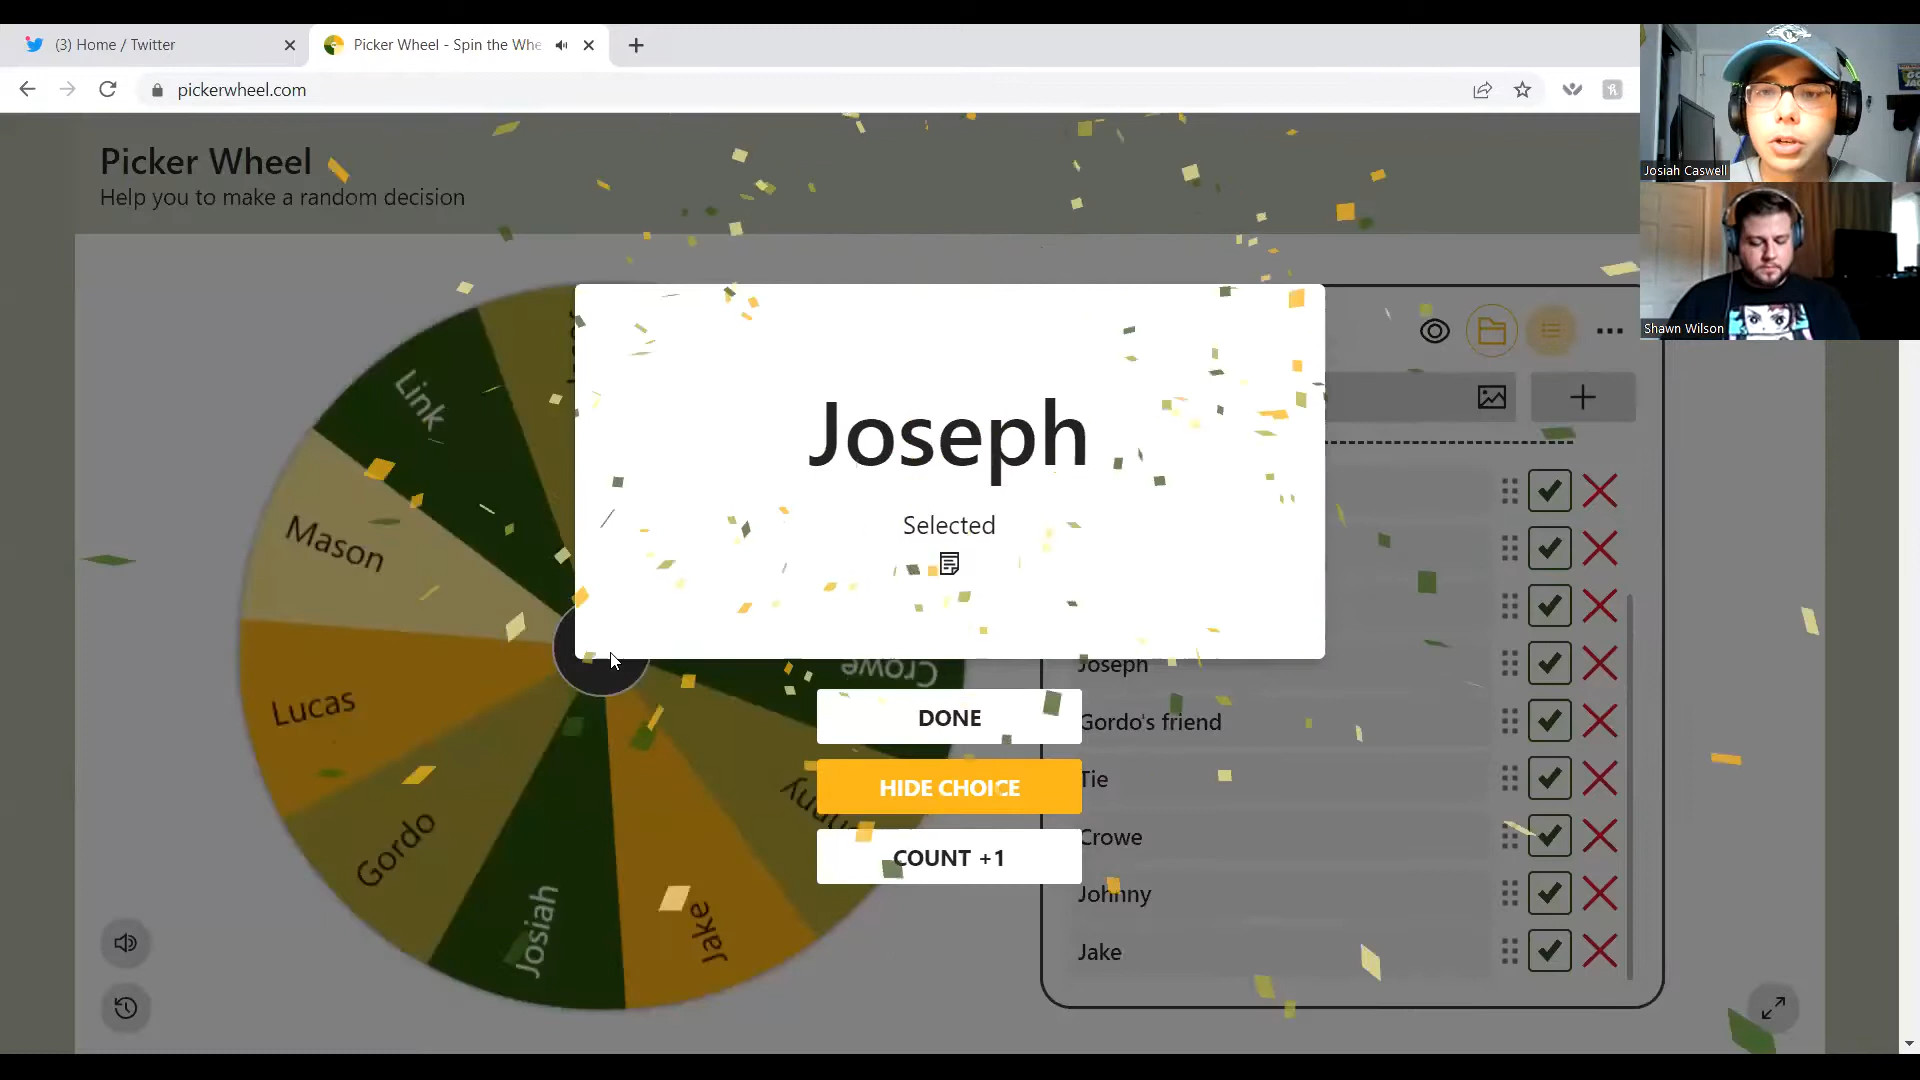 (3) Home / Twitter
Picker Wheel - Spin the Whe
pickerwheel.com
Josiah Caswell
Shawn Wilson
Picker Wheel
Help you to make a random decision
Link
Mason
Lucas
Gordo
Josiah
Jake
Crowe
Joseph
Selected
DONE
HIDE CHOICE
COUNT +1
Joseph
Gordo's friend
Tie
Crowe
Johnny
Jake